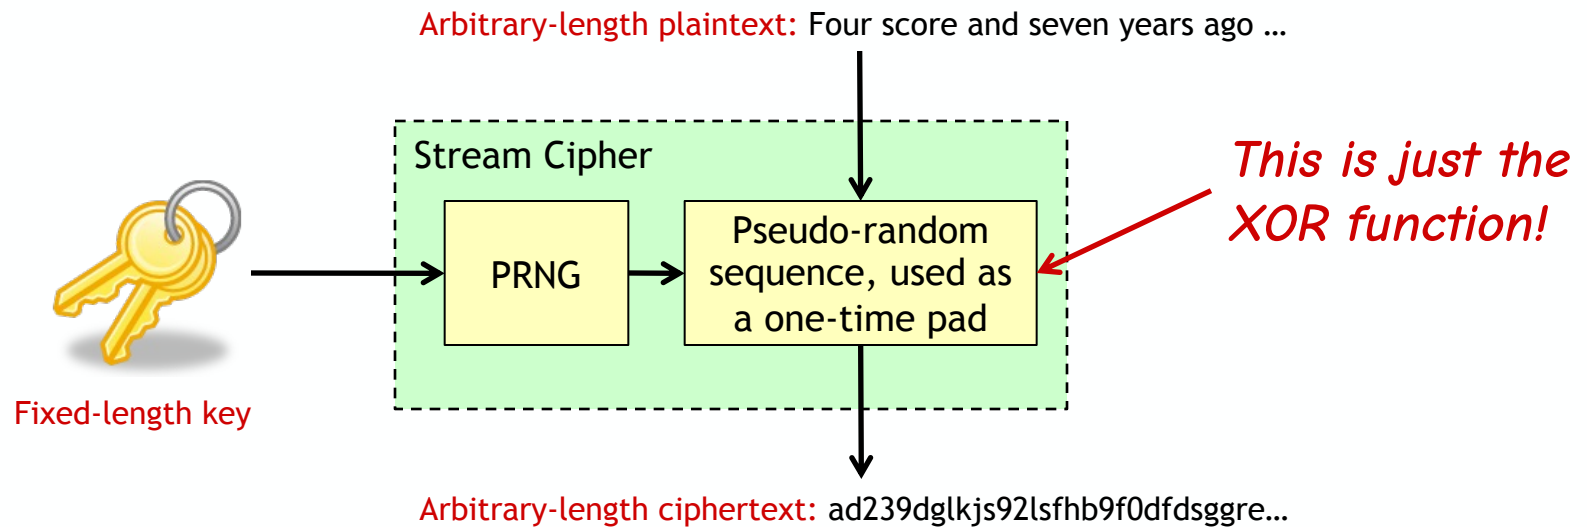 Arbitrary-length plaintext: Four score and seven years ago …
Stream Cipher
This is just the
XOR function!
PRNG
Pseudo-random
sequence, used as
a one-time pad
Fixed-length key
Arbitrary-length ciphertext: ad239dglkjs92lsfhb9f0dfdsggre…